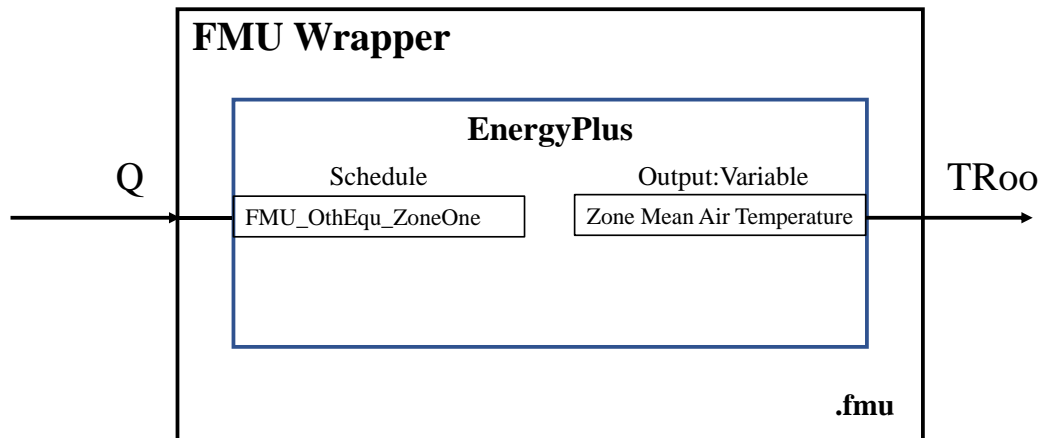 FMU Wrapper
EnergyPlus
Q
Schedule
Output:Variable
TRoo
FMU_OthEqu_ZoneOne
Zone Mean Air Temperature
.fmu